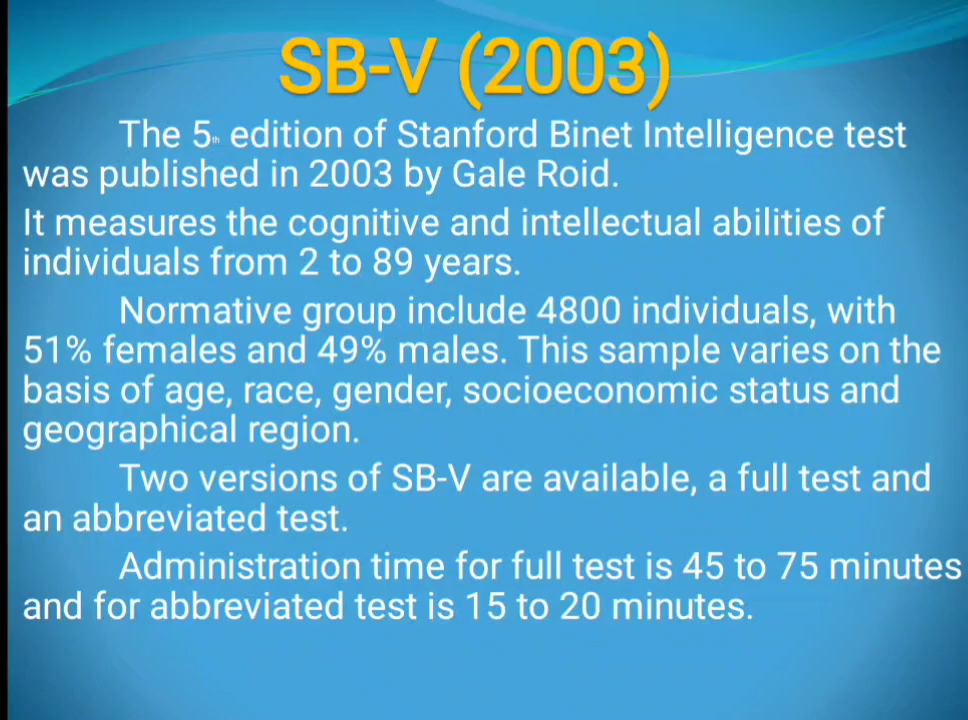 SB-V (2003)
The 5th edition of Stanford Binet Intelligence test
was published in 2003 by Gale Roid.
It measures the cognitive and intellectual abilities of
individuals from 2 to 89 years.
Normative group include 4800 individuals, with
51% females and 49% males. This sample varies on the
basis of age, race, gender, socioeconomic status and
geographical region.
Two versions of SB-V are available, a full test and
an abbreviated test.
Administration time for full test is 45 to 75 minutes
and for abbreviated test is 15 to 20 minutes.